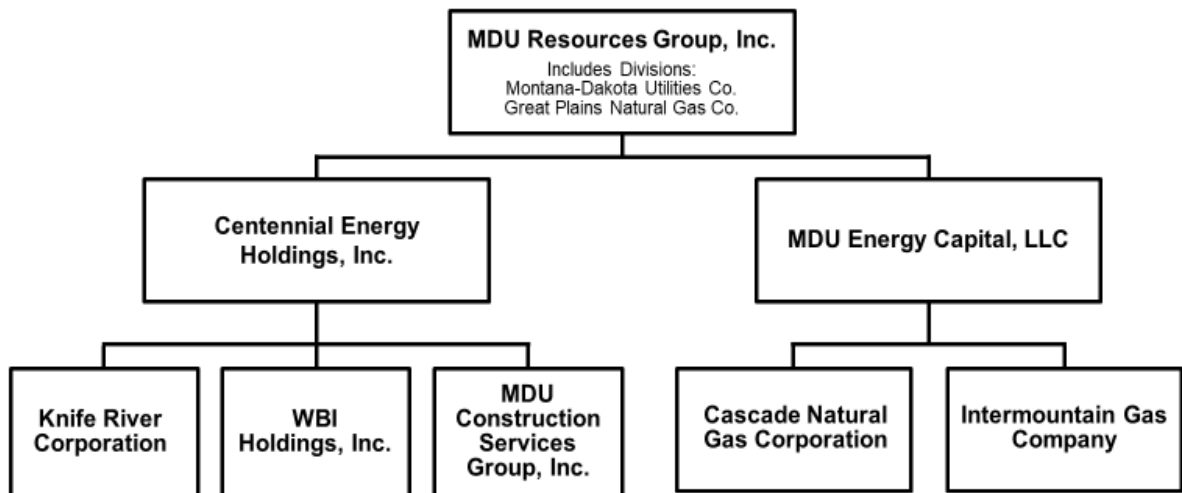 MDU Resources Group, Inc.
Includes Divisions:
Montana-Dakota Utilities Co.
Great Plains Natural Gas Co.
Centennial Energy
Holdings, Inc.
MDU Energy Capital, LLC
Knife River
Corporation
WBI
Holdings, Inc.
MDU
Construction
Services
Group, Inc.
Cascade Natural
Gas Corporation
Intermountain Gas
Company